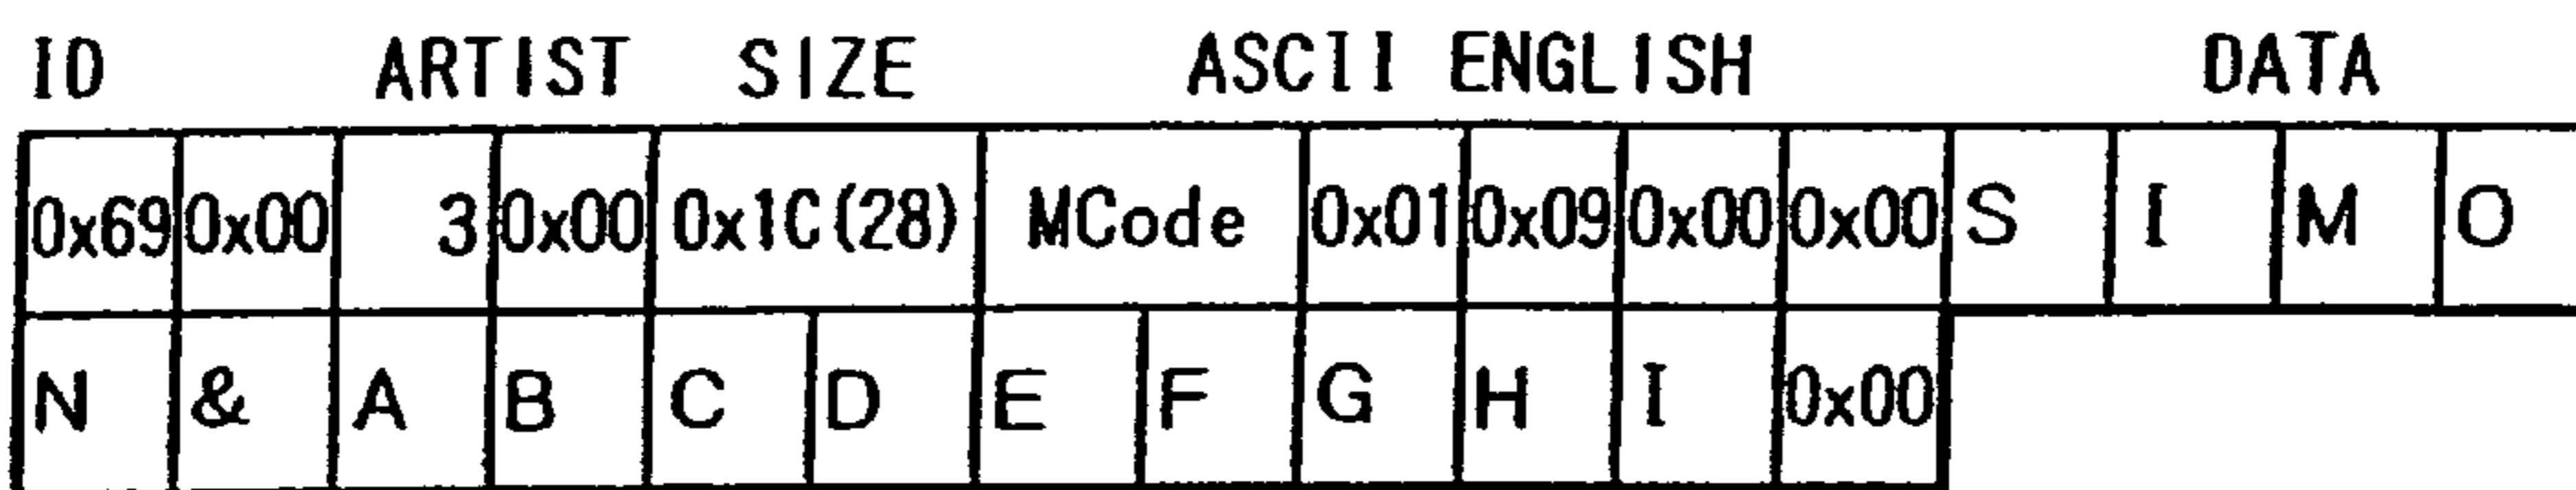 ID ARTIST SIZE ASCII ENGLISH DATA
0x69 0x00 3 0x00 0x1C(28) MCode 0x01 0x09 0x00 0x00 S I M O
N & A B C D E F G H I 0x00